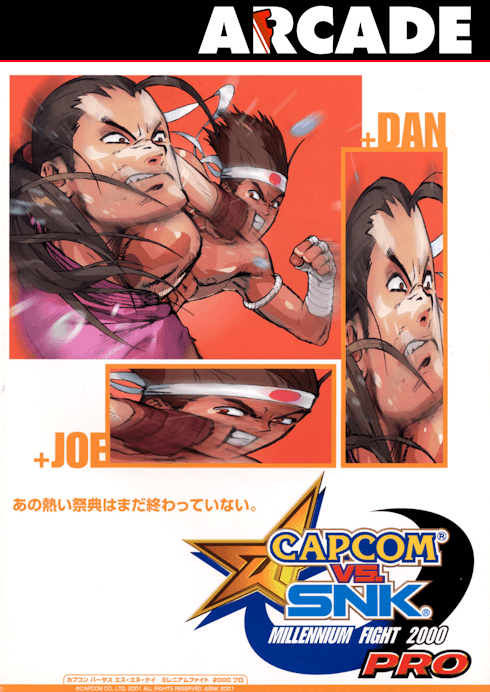 ARCADE
+DAN
+JOE
あの熱い祭典はまだ終わっていない。
CAPCOM®
VS.
SNK®
MILLENNIUM FIGHT 2000
PRO
カプコン バーサス エス・エヌ・ケイ ミレニアムファイト 2000 プロ
©CAPCOM CO., LTD. 2001 ALL RIGHTS RESERVED. ©SNK 2001